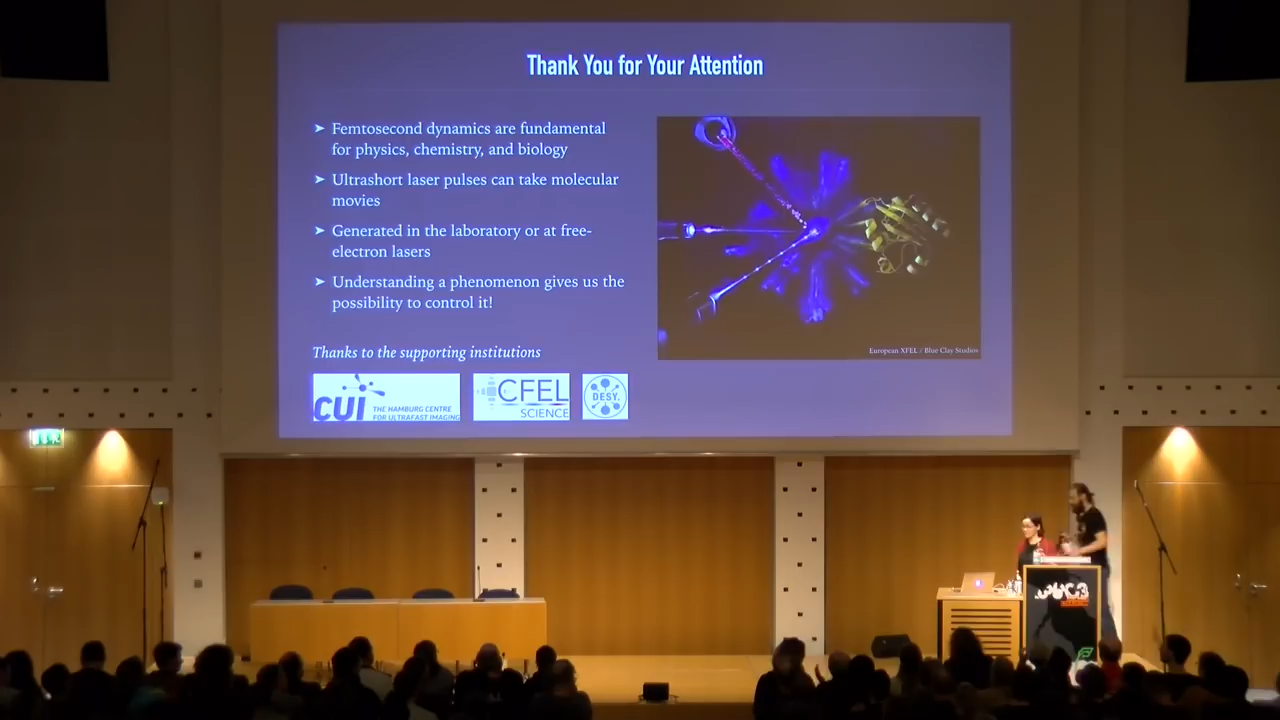 Thank You for Your Attention
➤ Femtosecond dynamics are fundamental
for physics, chemistry, and biology
➤ Ultrashort laser pulses can take molecular
movies
➤ Generated in the laboratory or at free-
electron lasers
➤ Understanding a phenomenon gives us the
possibility to control it!
European XFEL / Blue Clay Studios
Thanks to the supporting institutions
CUI
THE HAMBURG CENTRE
FOR ULTRAFAST IMAGING
CFEL
SCIENCE
DESY.